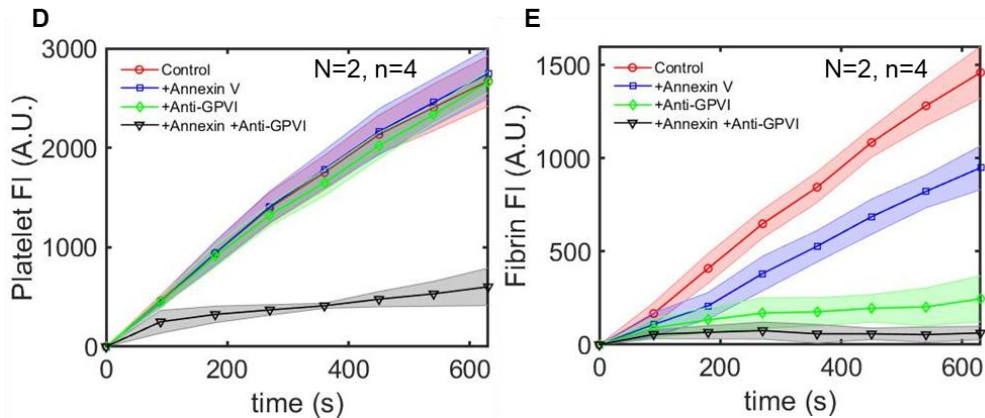 D
3000
2000
1000
0
Platelet FI (A.U.)
Control
+Annexin V
+Anti-GPVI
+Annexin +Anti-GPVI
N=2, n=4
0
200
400
600
time (s)
E
1500
1000
500
0
Fibrin FI (A.U.)
Control
+Annexin V
+Anti-GPVI
+Annexin +Anti-GPVI
N=2, n=4
0
200
400
600
time (s)